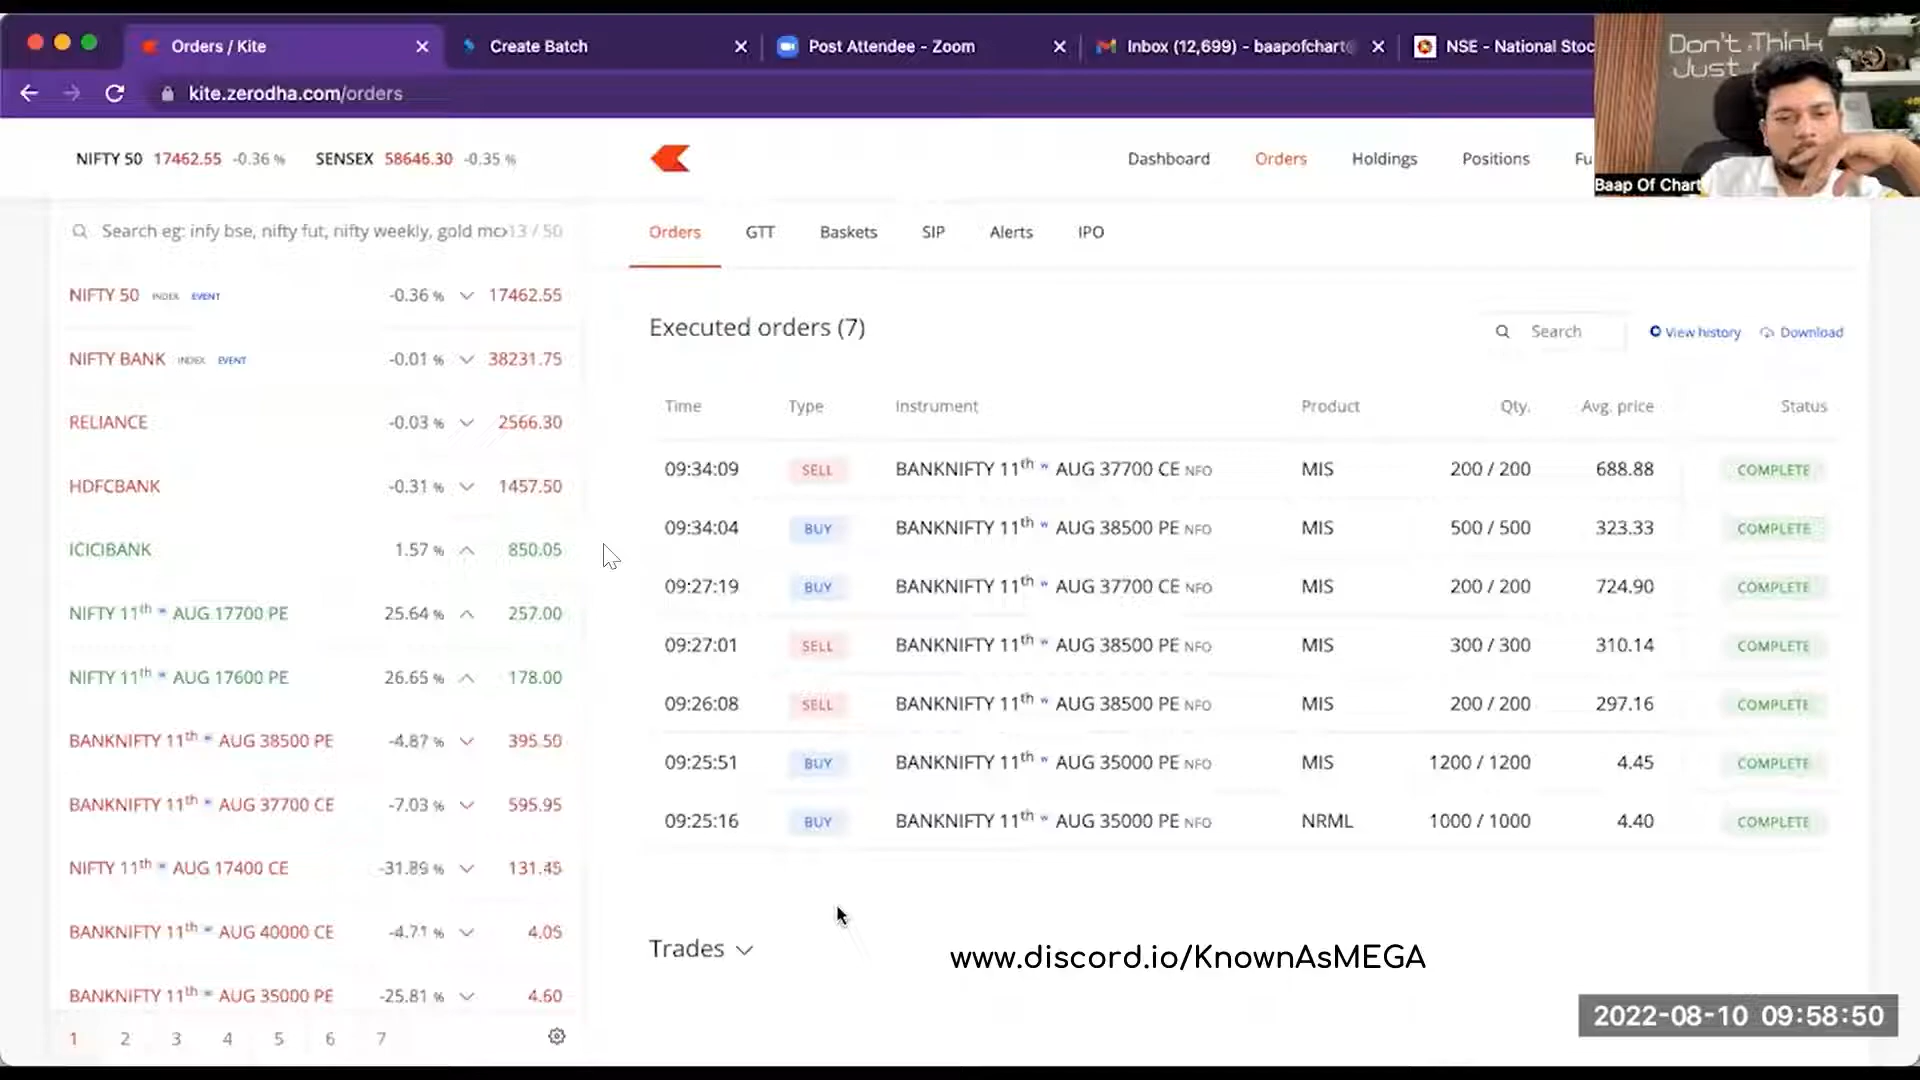 Orders / Kite
Create Batch
Post Attendee - Zoom
Inbox (12,699) - baapofchart@
NSE - National Stoc
kite.zerodha.com/orders
Don't Think
Just
Baap Of Chart
NIFTY 50 17462.55 -0.36 % SENSEX 58646.30 -0.35 %
Dashboard Orders Holdings Positions Fu
Search eg: infy bse, nifty fut, nifty weekly, gold mc 13 / 50
Orders GTT Baskets SIP Alerts IPO
NIFTY 50 INDEX EVENT -0.36 % 17462.55
NIFTY BANK INDEX EVENT -0.01 % 38231.75
RELIANCE -0.03 % 2566.30
HDFCBANK -0.31 % 1457.50
ICICIBANK 1.57 % 850.05
NIFTY 11th w AUG 17700 PE 25.64 % 257.00
NIFTY 11th w AUG 17600 PE 26.65 % 178.00
BANKNIFTY 11th w AUG 38500 PE -4.87 % 395.50
BANKNIFTY 11th w AUG 37700 CE -7.03 % 595.95
NIFTY 11th w AUG 17400 CE -31.89 % 131.45
BANKNIFTY 11th w AUG 40000 CE -4.71 % 4.05
BANKNIFTY 11th w AUG 35000 PE -25.81 % 4.60
1 2 3 4 5 6 7
Executed orders (7)
Search View history Download
Time Type Instrument Product Qty. Avg. price Status
09:34:09 SELL BANKNIFTY 11th w AUG 37700 CE NFO MIS 200 / 200 688.88 COMPLETE
09:34:04 BUY BANKNIFTY 11th w AUG 38500 PE NFO MIS 500 / 500 323.33 COMPLETE
09:27:19 BUY BANKNIFTY 11th w AUG 37700 CE NFO MIS 200 / 200 724.90 COMPLETE
09:27:01 SELL BANKNIFTY 11th w AUG 38500 PE NFO MIS 300 / 300 310.14 COMPLETE
09:26:08 SELL BANKNIFTY 11th w AUG 38500 PE NFO MIS 200 / 200 297.16 COMPLETE
09:25:51 BUY BANKNIFTY 11th w AUG 35000 PE NFO MIS 1200 / 1200 4.45 COMPLETE
09:25:16 BUY BANKNIFTY 11th w AUG 35000 PE NFO NRML 1000 / 1000 4.40 COMPLETE
Trades
www.discord.io/KnownAsMEGA
2022-08-10 09:58:50